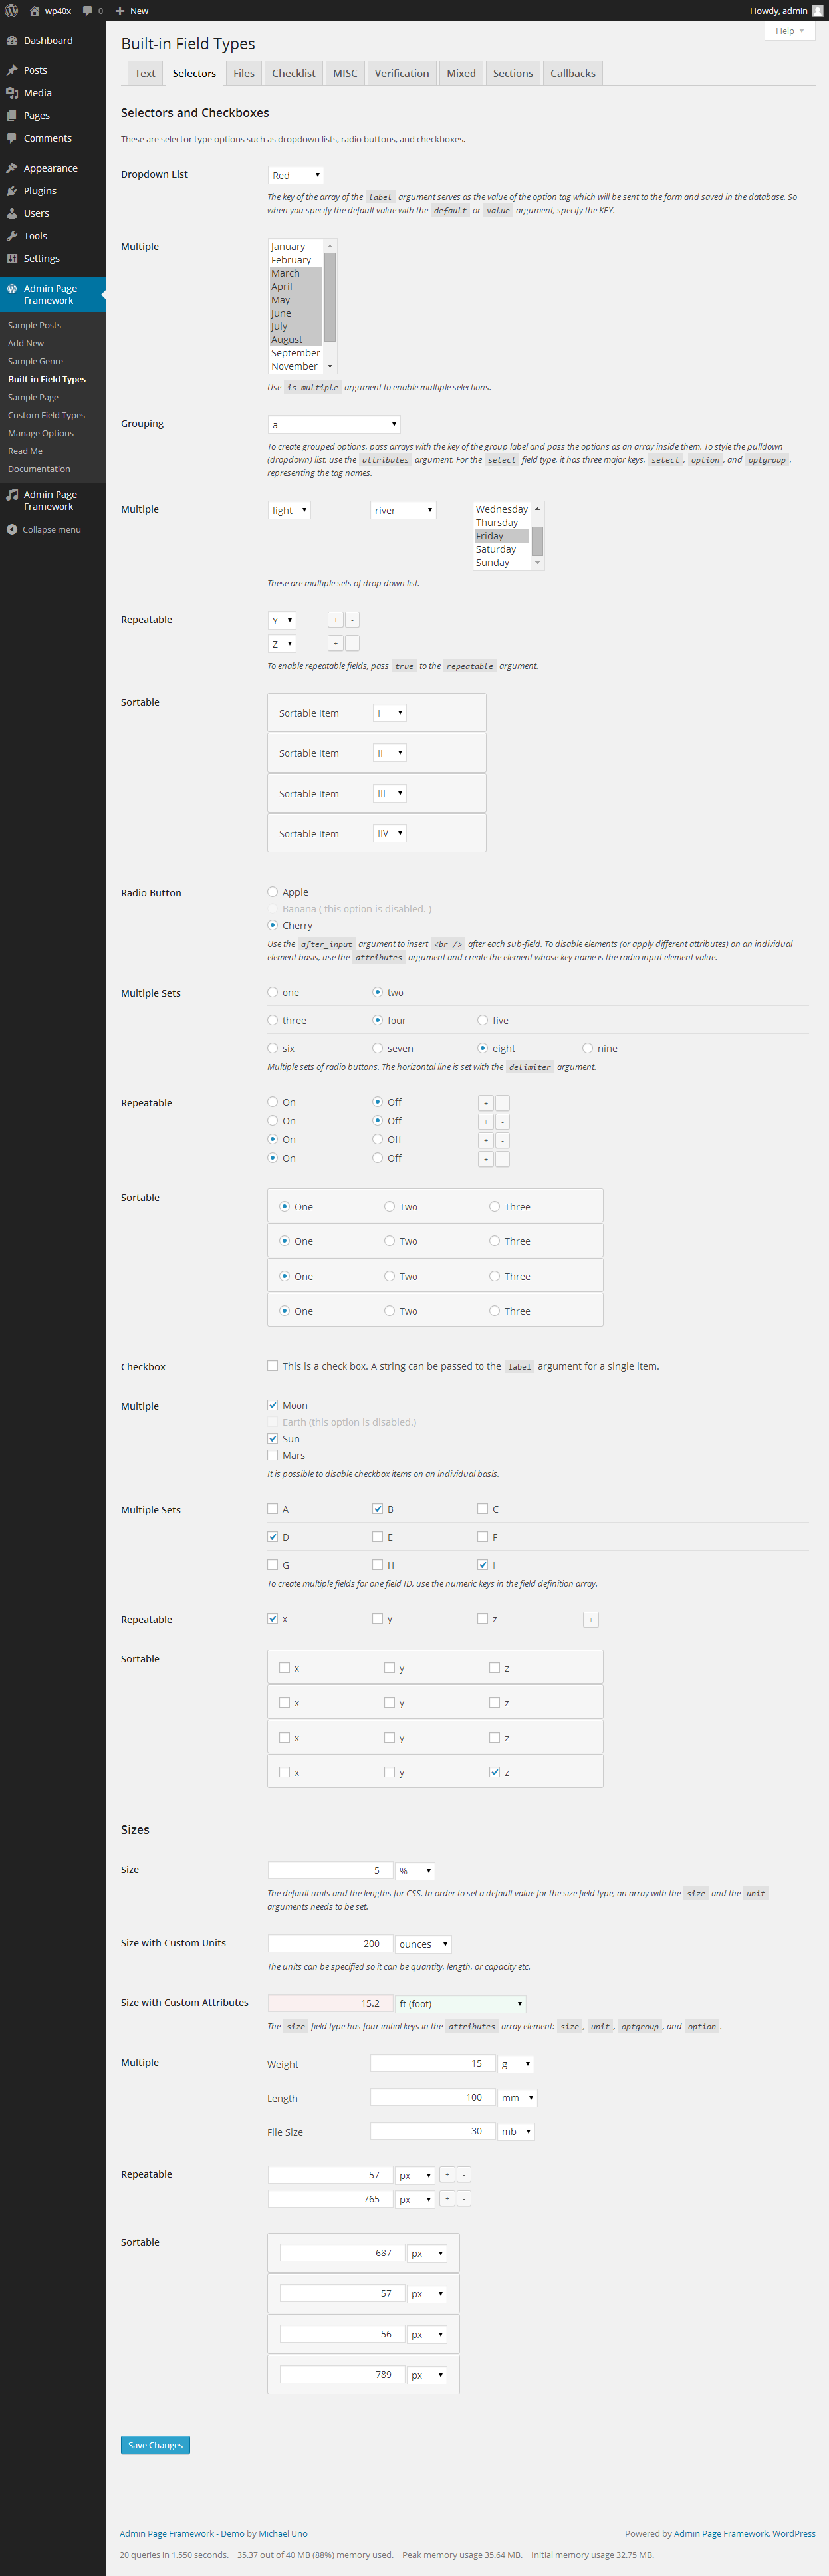 wp40x 0 + New Howdy, admin
Help
Dashboard
Posts
Media
Pages
Comments
Appearance
Plugins
Users
Tools
Settings
Admin Page
Framework
Sample Posts
Add New
Sample Genre
Built-in Field Types
Sample Page
Custom Field Types
Manage Options
Read Me
Documentation
Admin Page
Framework
Collapse menu
Built-in Field Types
Text Selectors Files Checklist MISC Verification Mixed Sections Callbacks
Selectors and Checkboxes
These are selector type options such as dropdown lists, radio buttons, and checkboxes.
Dropdown List Red
The key of the array of the label argument serves as the value of the option tag which will be sent to the form and saved in the database. So
when you specify the default value with the default or value argument, specify the KEY.
Multiple January
February
March
April
May
June
July
August
September
November
Use is_multiple argument to enable multiple selections.
Grouping a
To create grouped options, pass arrays with the key of the group label and pass the options as an array inside them. To style the pulldown
(dropdown) list, use the attributes argument. For the select field type, it has three major keys, select, option, and optgroup,
representing the tag names.
Multiple light river Wednesday
Thursday
Friday
Saturday
Sunday
These are multiple sets of drop down list.
Repeatable Y + -
Z + -
To enable repeatable fields, pass true to the repeatable argument.
Sortable
Sortable Item I
Sortable Item II
Sortable Item III
Sortable Item IIV
Radio Button Apple
Banana ( this option is disabled. )
Cherry
Use the after_input argument to insert <br /> after each sub-field. To disable elements (or apply different attributes) on an individual
element basis, use the attributes argument and create the element whose key name is the radio input element value.
Multiple Sets one two
three four five
six seven eight nine
Multiple sets of radio buttons. The horizontal line is set with the delimiter argument.
Repeatable On Off + -
On Off + -
On Off + -
On Off + -
Sortable One Two Three
One Two Three
One Two Three
One Two Three
Checkbox This is a check box. A string can be passed to the label argument for a single item.
Multiple Moon
Earth (this option is disabled.)
Sun
Mars
It is possible to disable checkbox items on an individual basis.
Multiple Sets A B C
D E F
G H I
To create multiple fields for one field ID, use the numeric keys in the field definition array.
Repeatable x y z +
Sortable x y z
x y z
x y z
x y z
Sizes
Size 5 %
The default units and the lengths for CSS. In order to set a default value for the size field type, an array with the size and the unit
arguments needs to be set.
Size with Custom Units 200 ounces
The units can be specified so it can be quantity, length, or capacity etc.
Size with Custom Attributes 15.2 ft (foot)
The size field type has four initial keys in the attributes array element: size, unit, optgroup, and option.
Multiple Weight 15 g
Length 100 mm
File Size 30 mb
Repeatable 57 px + -
765 px + -
Sortable
687 px
57 px
56 px
789 px
Save Changes
Admin Page Framework - Demo by Michael Uno Powered by Admin Page Framework, WordPress
20 queries in 1.550 seconds. 35.37 out of 40 MB (88%) memory used. Peak memory usage 35.64 MB. Initial memory usage 32.75 MB.